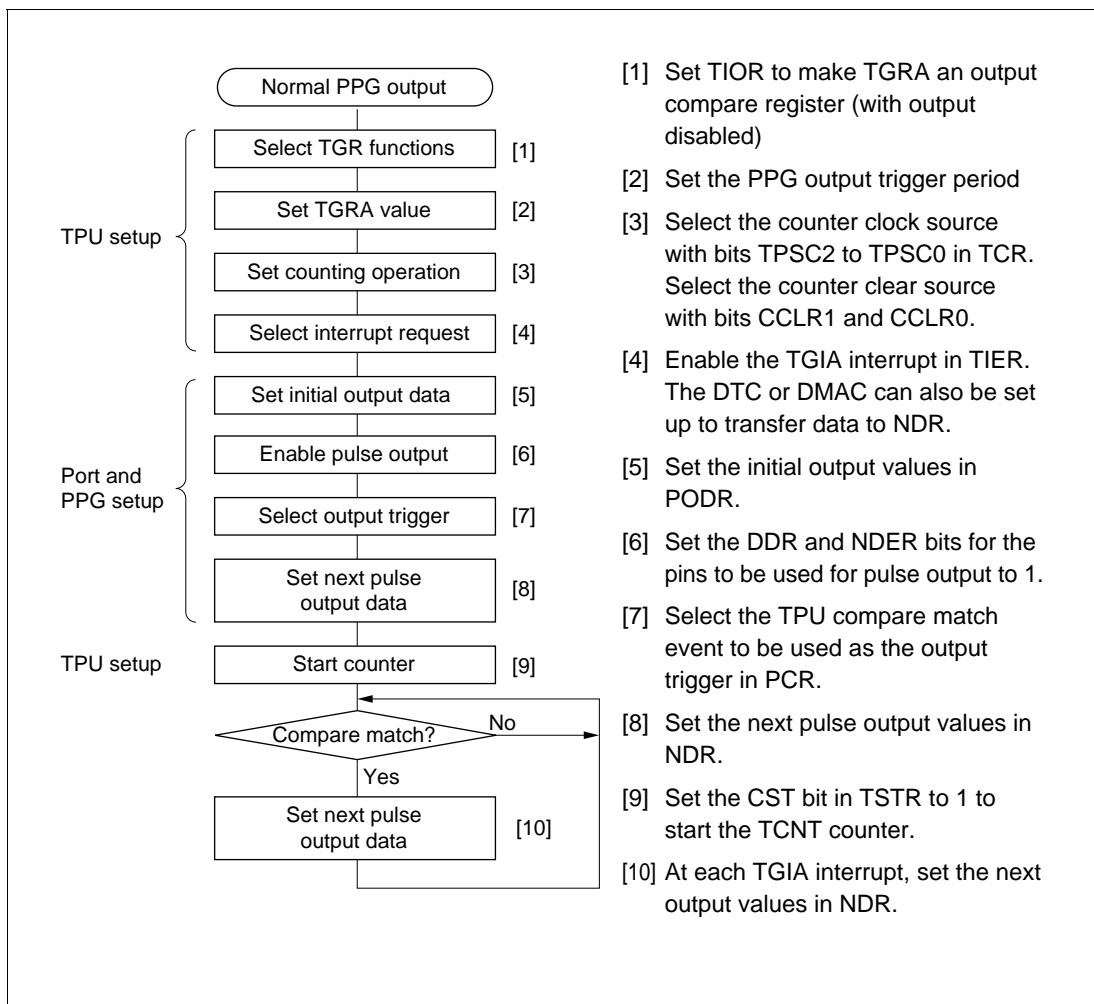 Normal PPG output
Select TGR functions [1]
Set TGRA value [2]
TPU setup
Set counting operation [3]
Select interrupt request [4]
Set initial output data [5]
Enable pulse output [6]
Port and
PPG setup
Select output trigger [7]
Set next pulse
output data
[8]
TPU setup
Start counter [9]
Compare match?
No
Yes
Set next pulse
output data
[10]
[1] Set TIOR to make TGRA an output
compare register (with output
disabled)
[2] Set the PPG output trigger period
[3] Select the counter clock source
with bits TPSC2 to TPSC0 in TCR.
Select the counter clear source
with bits CCLR1 and CCLR0.
[4] Enable the TGIA interrupt in TIER.
The DTC or DMAC can also be set
up to transfer data to NDR.
[5] Set the initial output values in
PODR.
[6] Set the DDR and NDER bits for the
pins to be used for pulse output to 1.
[7] Select the TPU compare match
event to be used as the output
trigger in PCR.
[8] Set the next pulse output values in
NDR.
[9] Set the CST bit in TSTR to 1 to
start the TCNT counter.
[10] At each TGIA interrupt, set the next
output values in NDR.